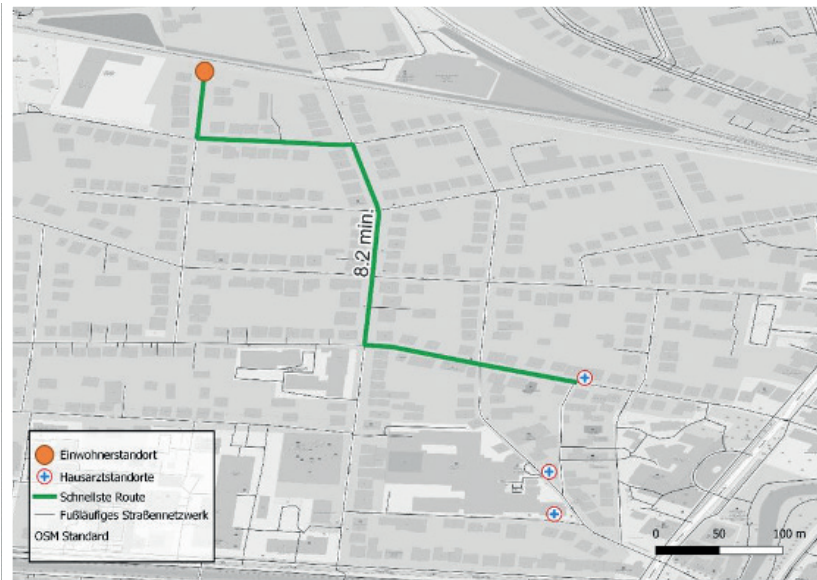 8.2 min.
Einwohnerstandort
Hausarztstandorte
Schnellste Route
Fußläufiges Straßennetzwerk
OSM Standard
0 50 100 m